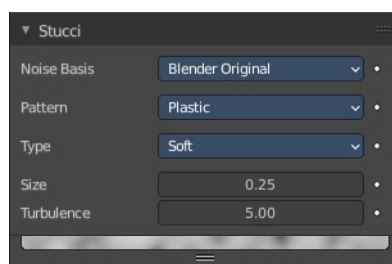 Stucci
Noise Basis Blender Original
Pattern Plastic
Type Soft
Size 0.25
Turbulence 5.00